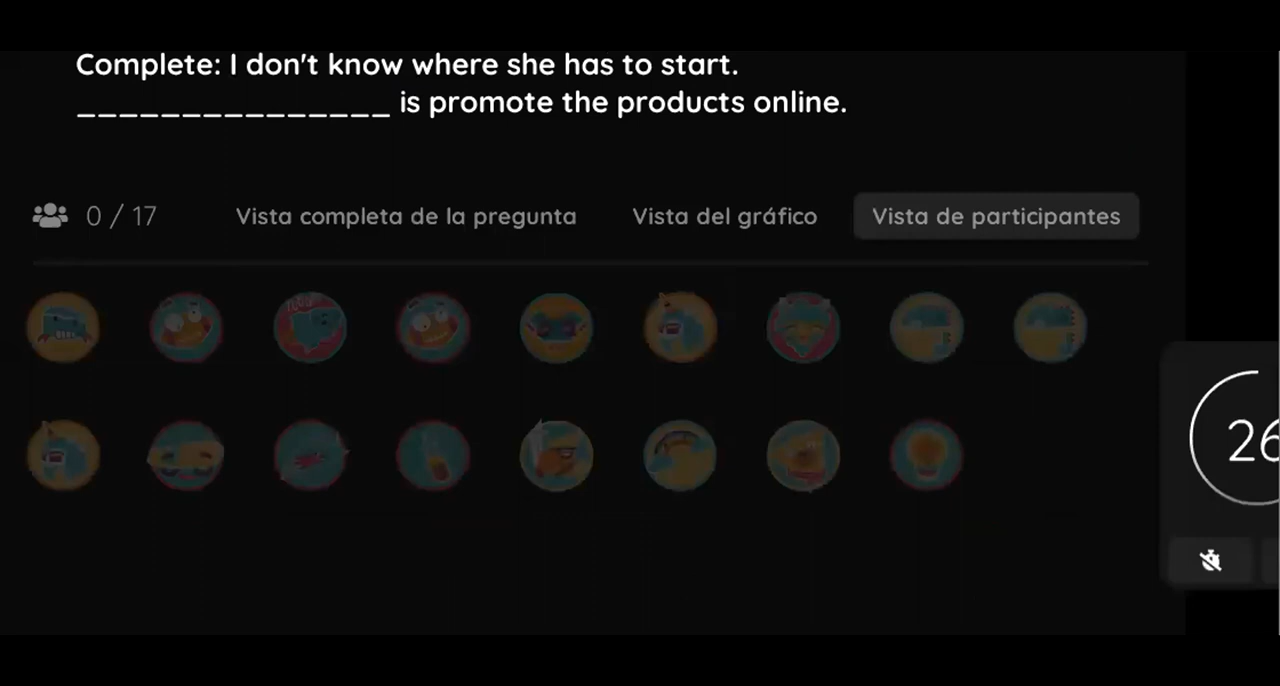 Complete: I don't know where she has to start.
_______________ is promote the products online.
0 / 17 Vista completa de la pregunta Vista del gráfico Vista de participantes
26